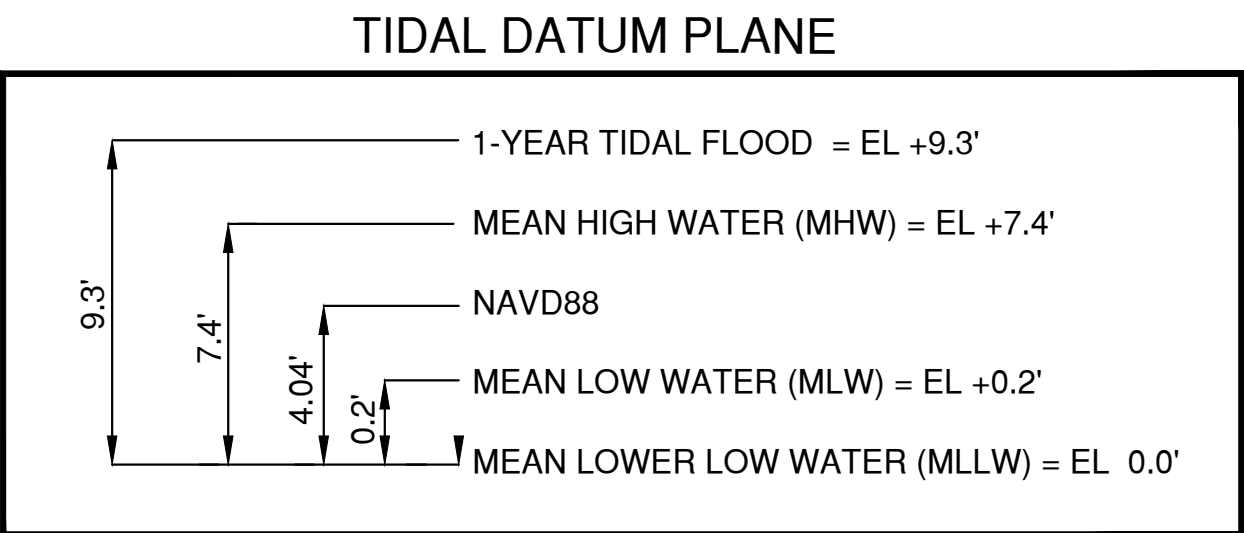 TIDAL DATUM PLANE
1-YEAR TIDAL FLOOD = EL +9.3'
MEAN HIGH WATER (MHW) = EL +7.4'
NAVD88
MEAN LOW WATER (MLW) = EL +0.2'
MEAN LOWER LOW WATER (MLLW) = EL 0.0'
9.3'
7.4'
4.04'
0.2'